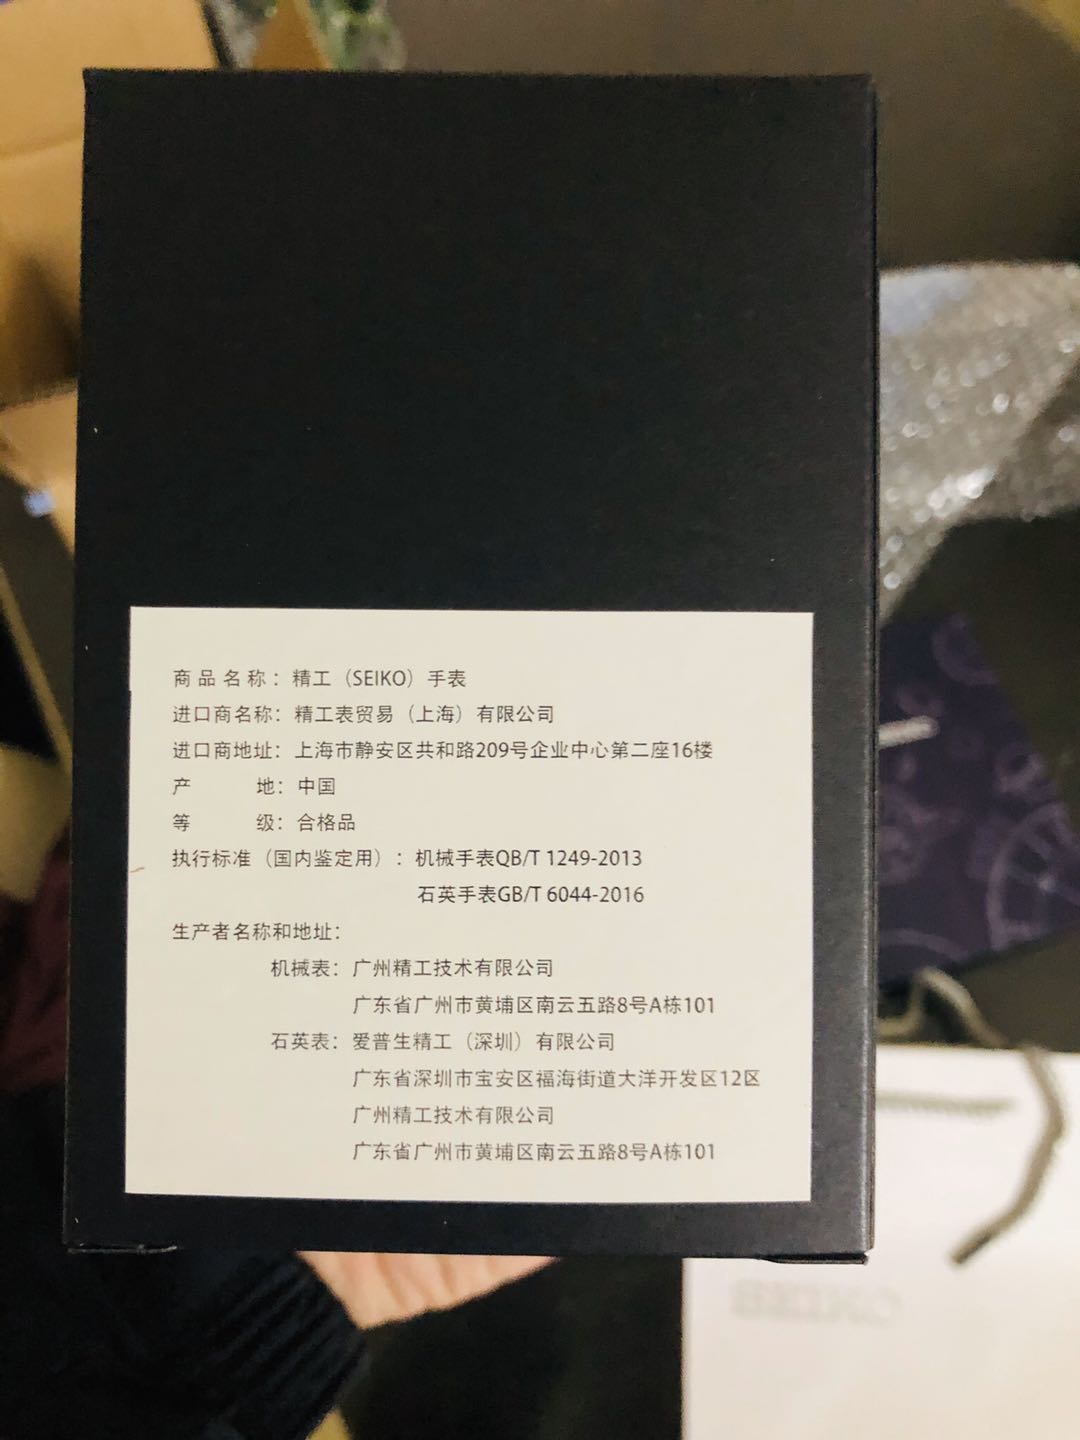 商品名称：精工（SEIKO）手表
进口商名称：精工表贸易（上海）有限公司
进口商地址：上海市静安区共和路209号企业中心第二座16楼
产 地：中国
等 级：合格品
执行标准（国内鉴定用）：机械手表QB/T 1249-2013
石英手表GB/T 6044-2016
生产者名称和地址：
机械表：广州精工技术有限公司
广东省广州市黄埔区南云五路8号A栋101
石英表：爱普生精工（深圳）有限公司
广东省深圳市宝安区福海街道大洋开发区12区
广州精工技术有限公司
广东省广州市黄埔区南云五路8号A栋101